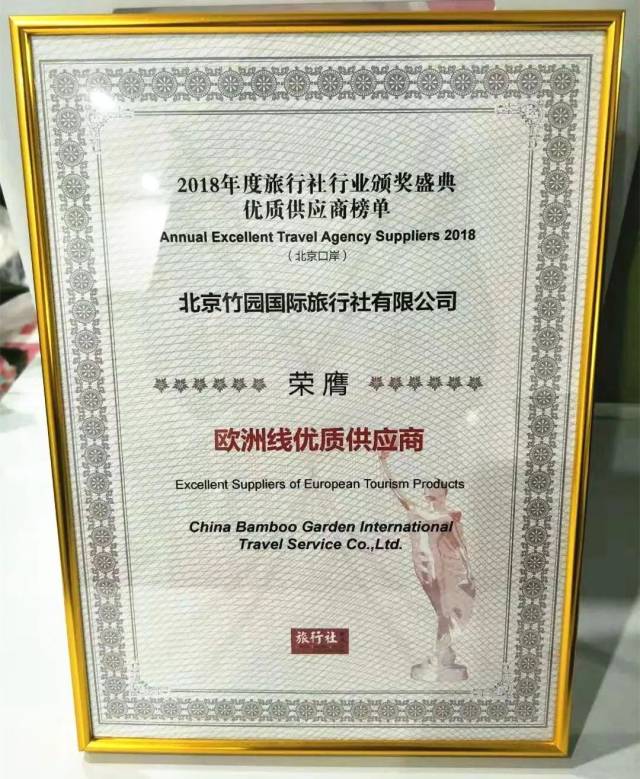 2018年度旅行社行业颁奖盛典
优质供应商榜单
Annual Excellent Travel Agency Suppliers 2018
（北京口岸）
北京竹园国际旅行社有限公司
荣膺
欧洲线优质供应商
Excellent Suppliers of European Tourism Products
China Bamboo Garden International
Travel Service Co.,Ltd.
旅行社